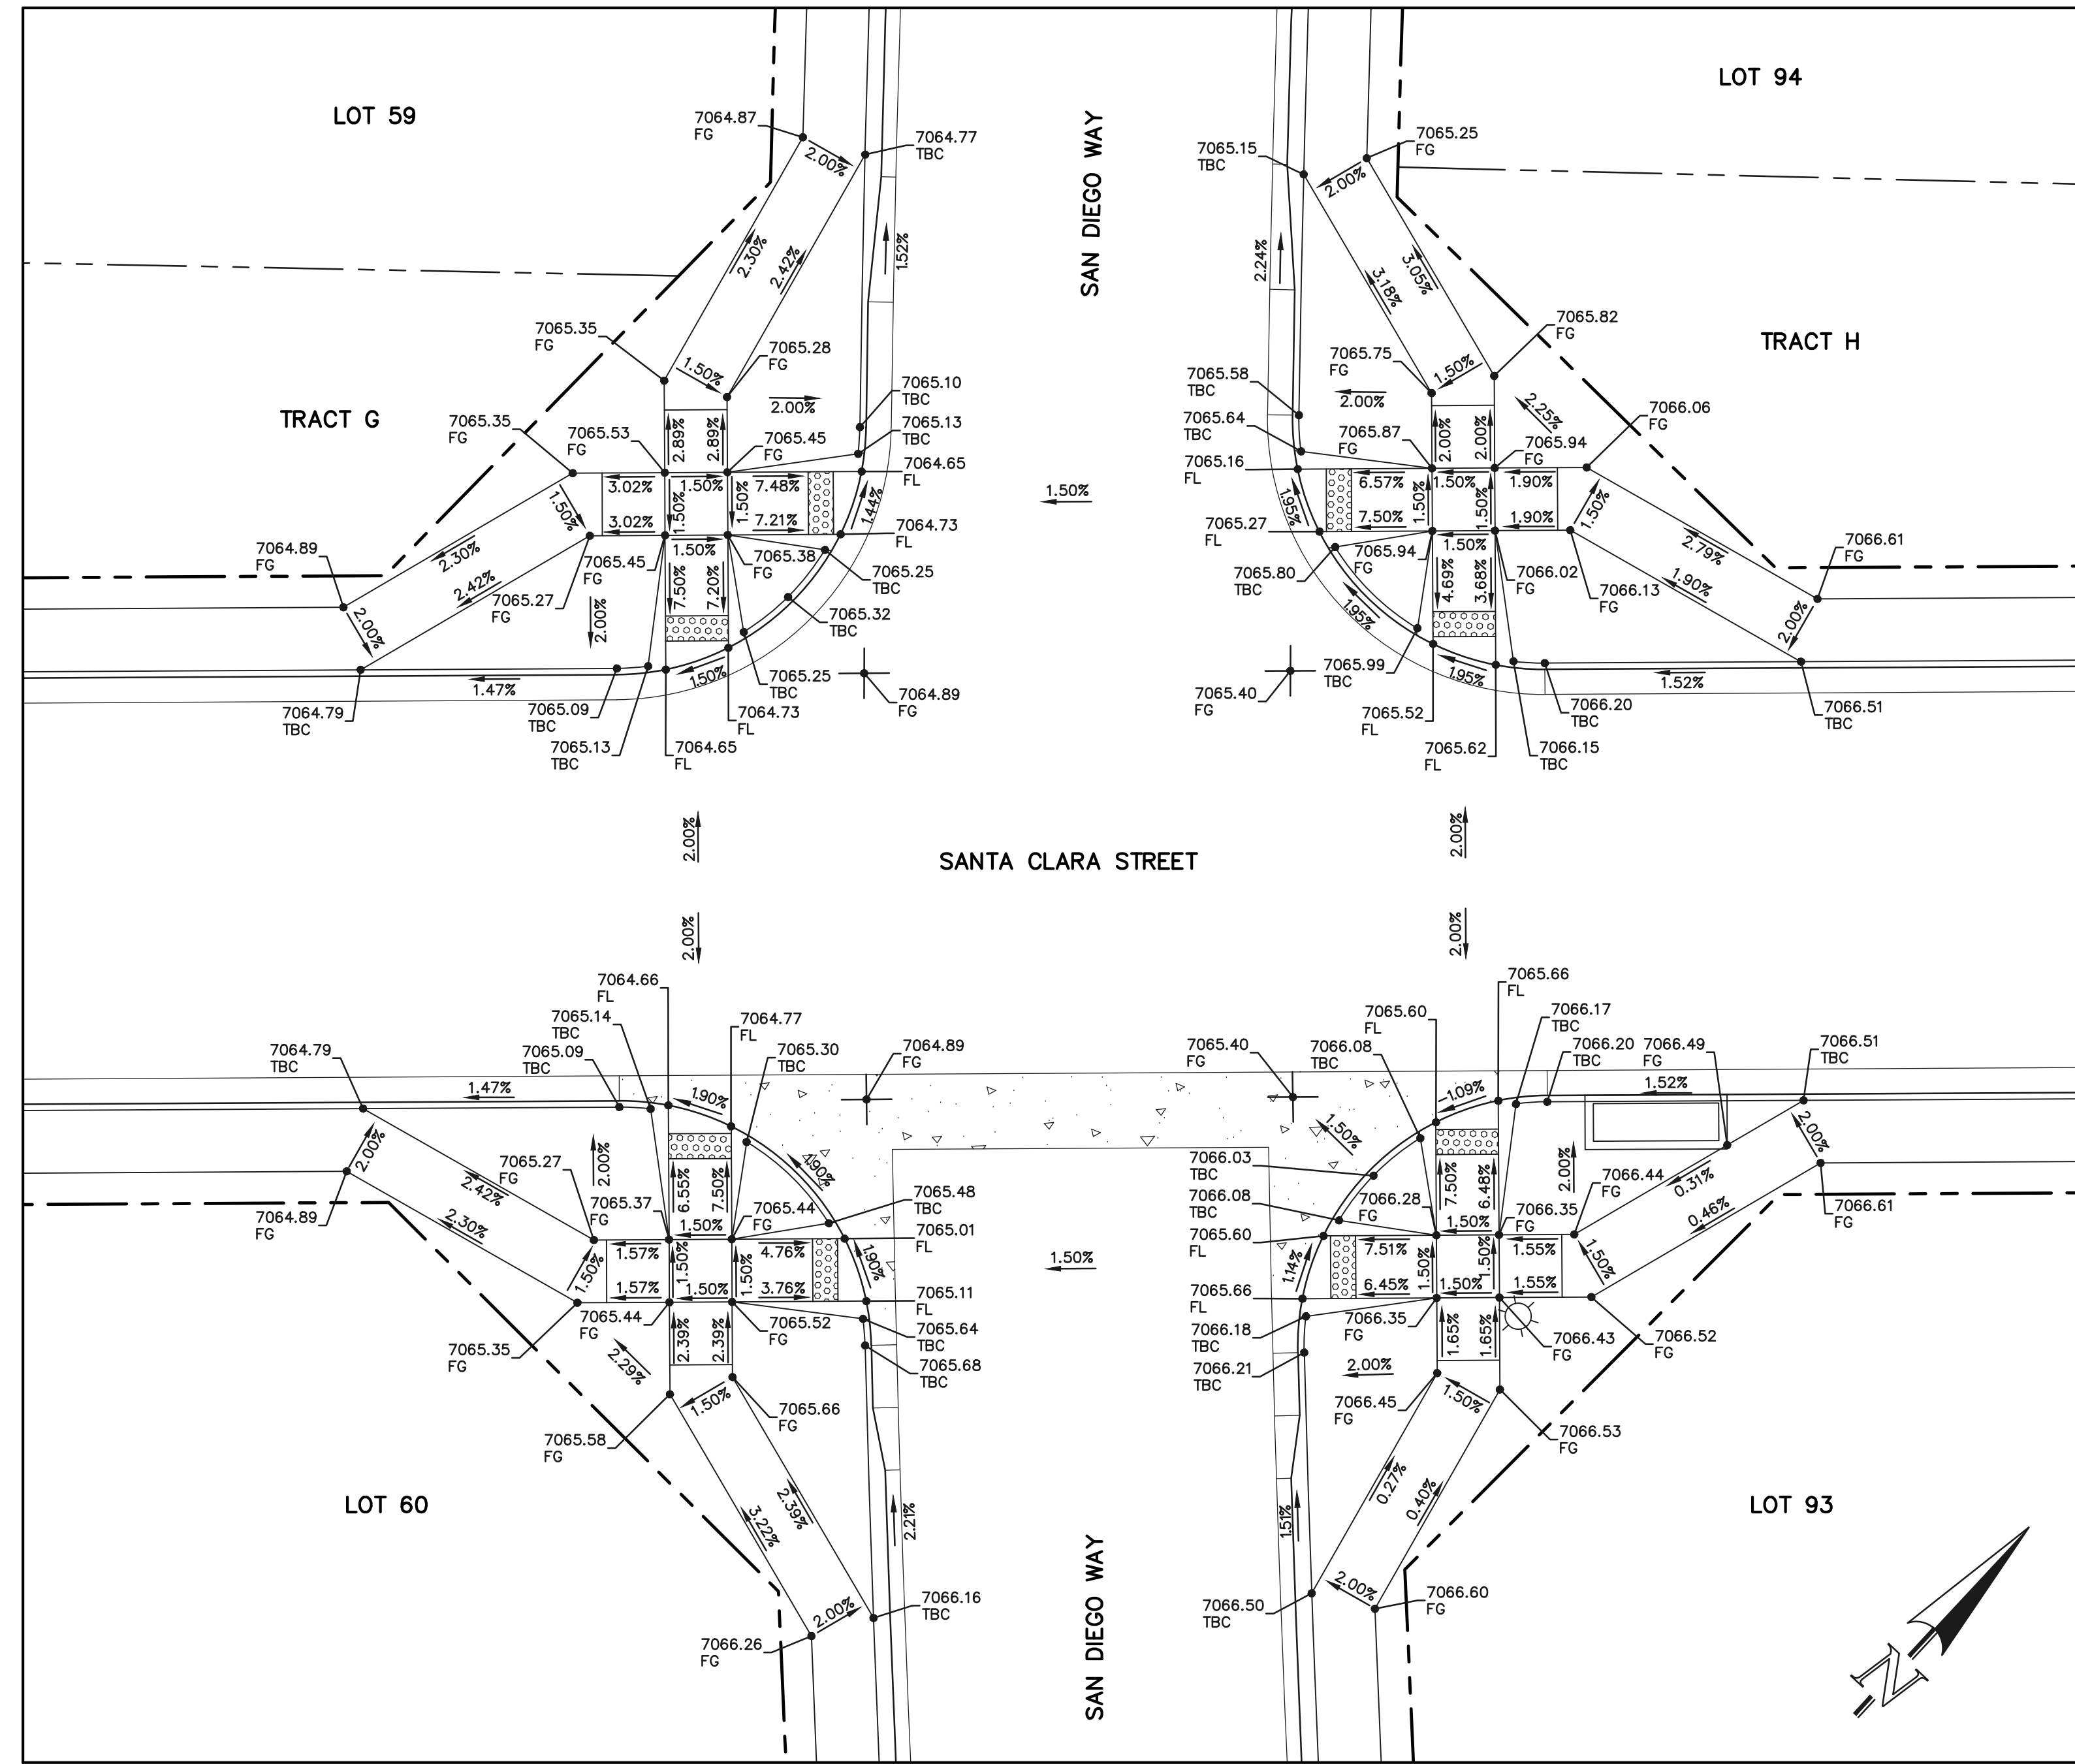 LOT 59
7064.87
FG
2.00%
7064.77
TBC
2.30%
2.42%
1.52%
7065.35
FG
7065.28
FG
1.50%
2.00%
7065.10
TBC
7065.13
TBC
TRACT G
7065.35
FG
7065.53
FG
2.89%
2.89%
7065.45
FG
7064.65
FL
3.02%
1.50%
7.48%
1.50%
1.50%
1.50%
1.44%
3.02%
7.21%
7064.73
FL
7064.89
FG
2.30%
2.42%
7065.45
FG
1.50%
7065.38
FG
7065.25
TBC
7065.27
FG
7.50%
7.20%
2.00%
2.00%
7065.32
TBC
1.50%
7065.25
TBC
1.47%
7064.79
TBC
7065.09
TBC
7065.13
TBC
7064.65
FL
7064.73
FL
7064.89
FG
SAN DIEGO WAY
1.50%
LOT 94
7065.15
TBC
7065.25
FG
2.00%
2.24%
3.18%
3.05%
7065.82
FG
TRACT H
7065.75
FG
1.50%
7065.58
TBC
2.00%
2.25%
7066.06
FG
7065.64
TBC
7065.87
FG
2.00%
2.00%
7065.94
FG
7065.16
FL
6.57%
1.50%
1.90%
1.95%
1.50%
1.50%
1.50%
7.50%
1.90%
7065.27
FL
2.79%
7066.61
FG
7065.94
FG
1.50%
7065.80
TBC
4.69%
3.68%
7066.02
FG
7066.13
FG
1.90%
2.00%
1.95%
7065.99
TBC
1.95%
1.52%
7065.40
FG
7065.52
FL
7065.62
FL
7066.20
TBC
7066.15
TBC
7066.51
TBC
2.00%
2.00%
SANTA CLARA STREET
2.00%
2.00%
7064.66
FL
7065.14
TBC
7064.77
FL
7064.79
TBC
7065.09
TBC
7065.30
TBC
7064.89
FG
1.47%
1.90%
2.00%
2.00%
7065.27
FG
2.42%
7065.37
FG
6.55%
7.50%
1.90%
7065.48
TBC
7064.89
FG
2.30%
1.50%
7065.44
FG
7065.01
FL
1.57%
4.76%
1.50%
1.50%
1.50%
1.90%
1.57%
1.50%
3.76%
7065.11
FL
7065.44
FG
7065.52
FG
7065.64
TBC
7065.35
FG
2.39%
2.39%
2.29%
7065.68
TBC
1.50%
7065.66
FG
7065.58
FG
LOT 60
3.22%
2.39%
2.21%
2.00%
7066.16
TBC
7066.26
FG
1.50%
SAN DIEGO WAY
7065.66
FL
7065.60
FL
7066.17
TBC
7065.40
FG
7066.08
TBC
7066.20
TBC
7066.49
FG
7066.51
TBC
-1.09%
1.52%
1.50%
2.00%
7066.03
TBC
7066.08
TBC
7066.28
FG
7.50%
6.48%
2.00%
7066.44
FG
0.31%
7066.61
FG
7065.60
FL
1.50%
7066.35
FG
0.46%
7.51%
1.55%
1.14%
1.50%
1.50%
1.50%
6.45%
1.50%
1.55%
7065.66
FL
7066.35
FG
7066.18
TBC
1.65%
1.65%
7066.43
FG
7066.52
FG
7066.21
TBC
2.00%
1.50%
7066.45
FG
7066.53
FG
LOT 93
0.27%
0.40%
1.51%
2.00%
7066.50
TBC
7066.60
FG
N